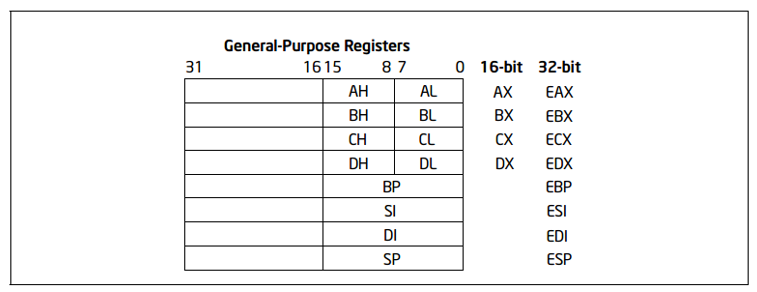 General-Purpose Registers
31 16 15 8 7 0 16-bit 32-bit
AH AL AX EAX
BH BL BX EBX
CH CL CX ECX
DH DL DX EDX
BP EBP
SI ESI
DI EDI
SP ESP